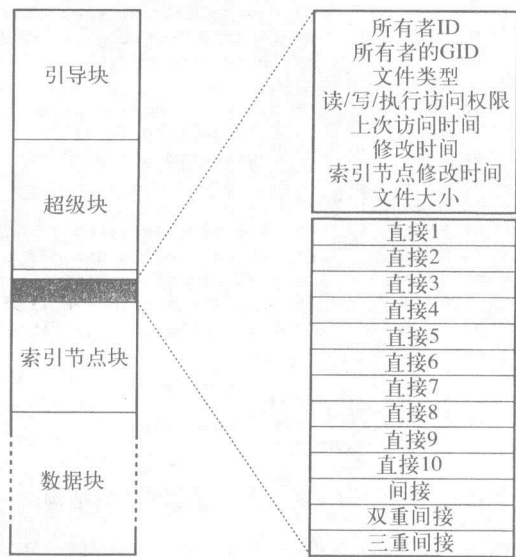 引导块
超级块
索引节点块
数据块
所有者ID
所有者的GID
文件类型
读/写/执行访问权限
上次访问时间
修改时间
索引节点修改时间
文件大小
直接1
直接2
直接3
直接4
直接5
直接6
直接7
直接8
直接9
直接10
间接
双重间接
三重间接